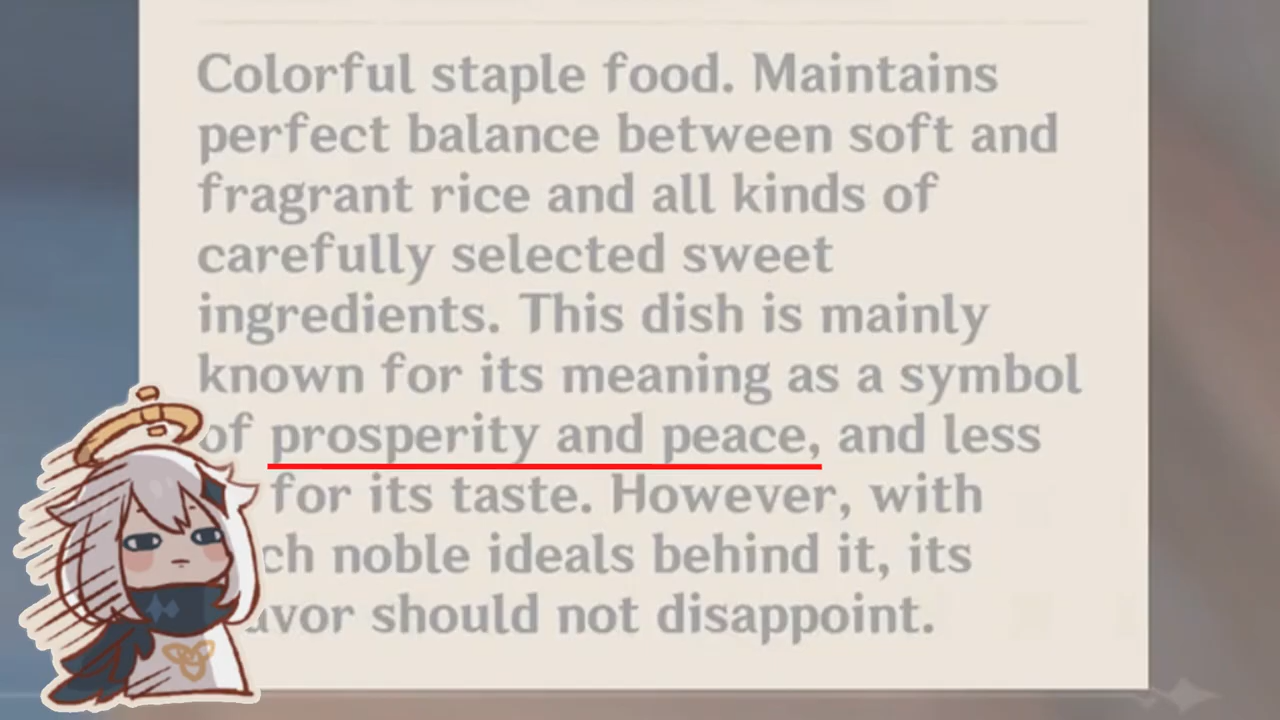 Colorful staple food. Maintains
perfect balance between soft and
fragrant rice and all kinds of
carefully selected sweet
ingredients. This dish is mainly
known for its meaning as a symbol
of prosperity and peace, and less
for its taste. However, with
noble ideals behind it, its
should not disappoint.